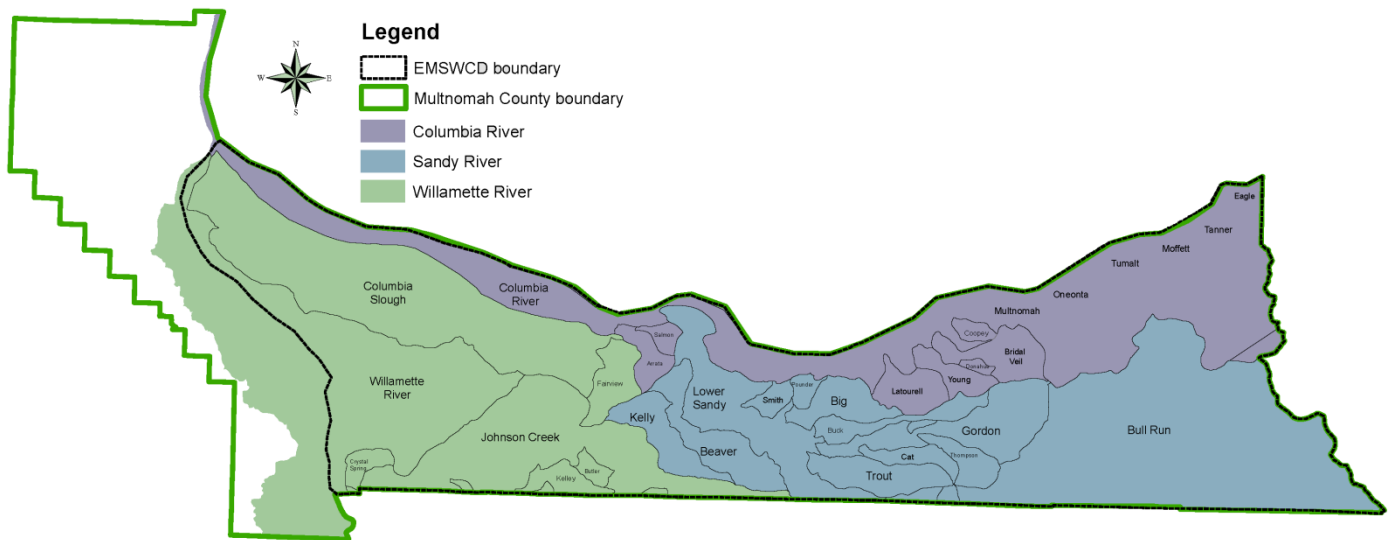 Legend
EMSWCD boundary
Multnomah County boundary
Columbia River
Sandy River
Willamette River
N
W
E
S
Eagle
Tanner
Moffett
Tumalt
Oneonta
Multnomah
Coopey
Bridal
Veil
Donahue
Young
Latourell
Columbia
River
Columbia
Slough
Salmon
Arrata
Fairview
Willamette
River
Lower
Sandy
Smith
Pounder
Big
Buck
Kelly
Gordon
Bull Run
Johnson Creek
Beaver
Cat
Thompson
Trout
Crystal
Spring
Kelley
Butler